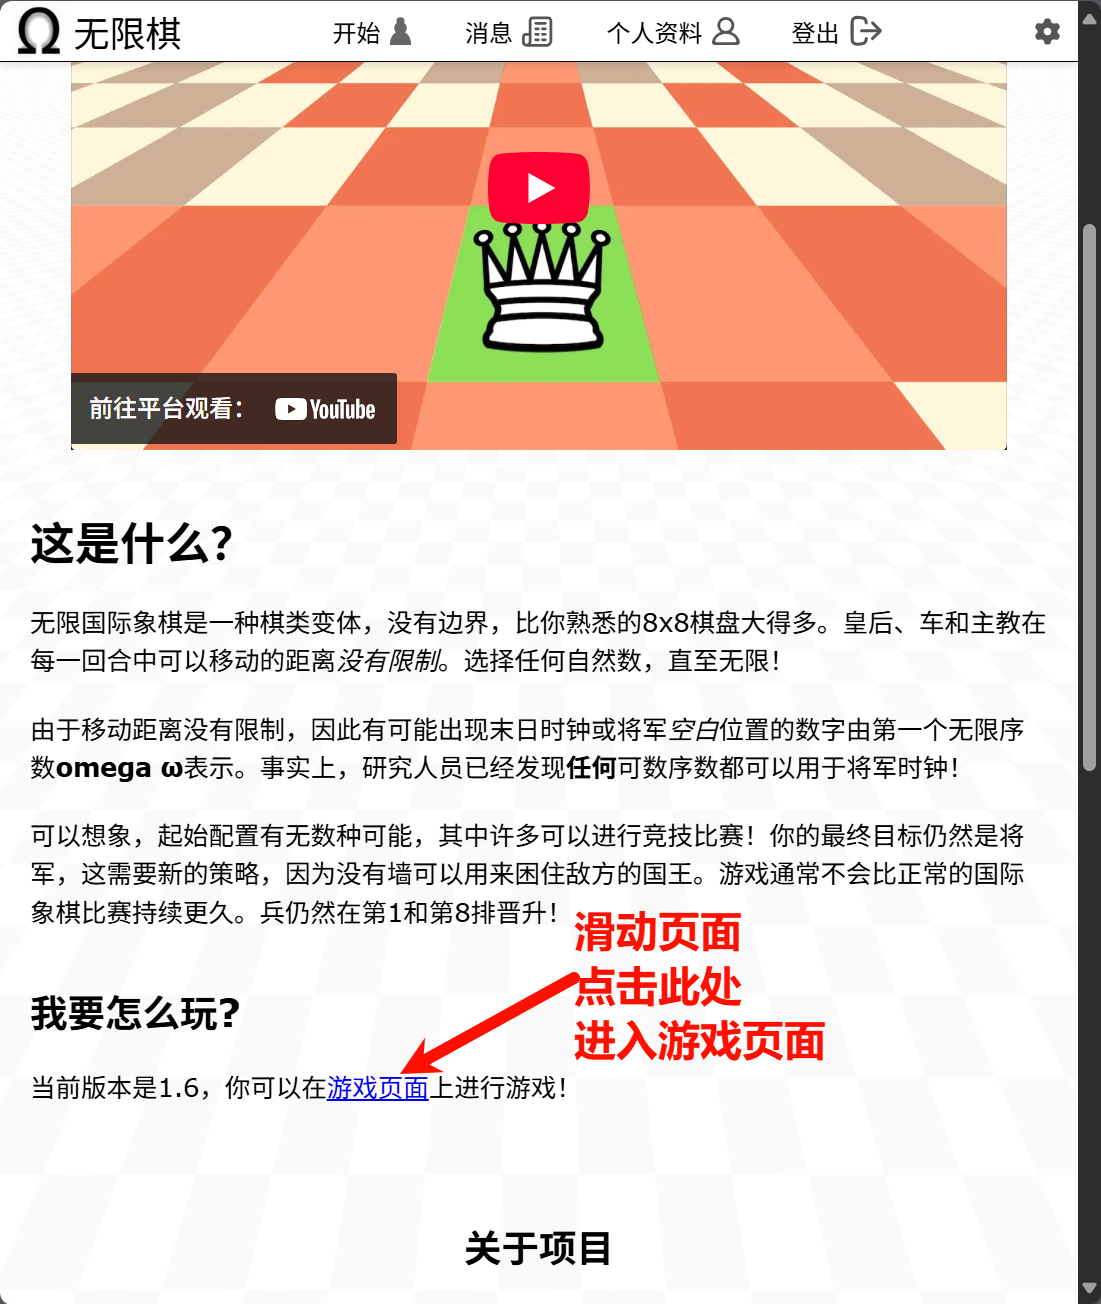 无限棋
开始
消息
个人资料
登出
前往平台观看：
YouTube
这是什么？
无限国际象棋是一种棋类变体，没有边界，比你熟悉的8x8棋盘大得多。皇后、车和主教在
每一回合中可以移动的距离没有限制。选择任何自然数，直至无限！
由于移动距离没有限制，因此有可能出现末日时钟或将军空白位置的数字由第一个无限序
数omega ω表示。事实上，研究人员已经发现任何可数序数都可以用于将军时钟！
可以想象，起始配置有无数种可能，其中许多可以进行竞技比赛！你的最终目标仍然是将
军，这需要新的策略，因为没有墙可以用来困住敌方的国王。游戏通常不会比正常的国际
象棋比赛持续更久。兵仍然在第1和第8排晋升！
滑动页面
点击此处
进入游戏页面
我要怎么玩?
当前版本是1.6，你可以在游戏页面上进行游戏！
关于项目